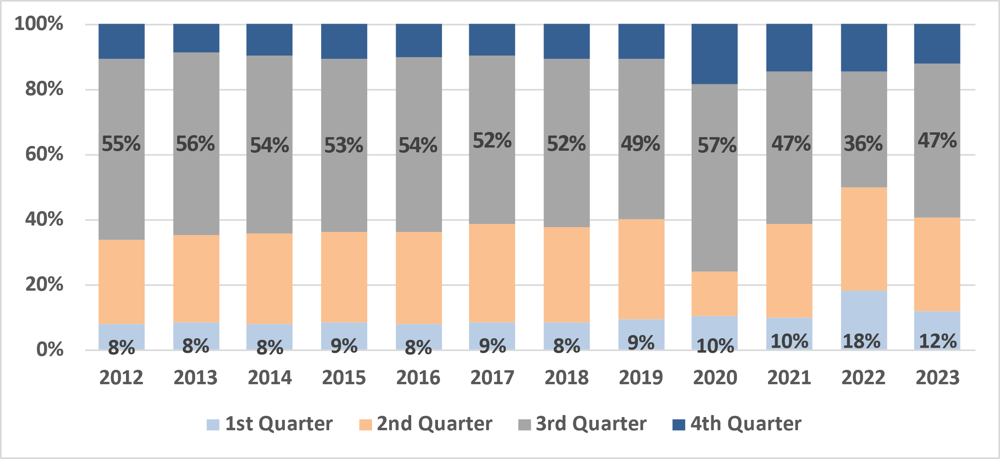 100%
80%
60%
40%
20%
0%
55% 56% 54% 53% 54% 52% 52% 49% 57% 47% 36% 47%
8% 8% 8% 9% 8% 9% 8% 9% 10% 10% 18% 12%
2012 2013 2014 2015 2016 2017 2018 2019 2020 2021 2022 2023
1st Quarter 2nd Quarter 3rd Quarter 4th Quarter